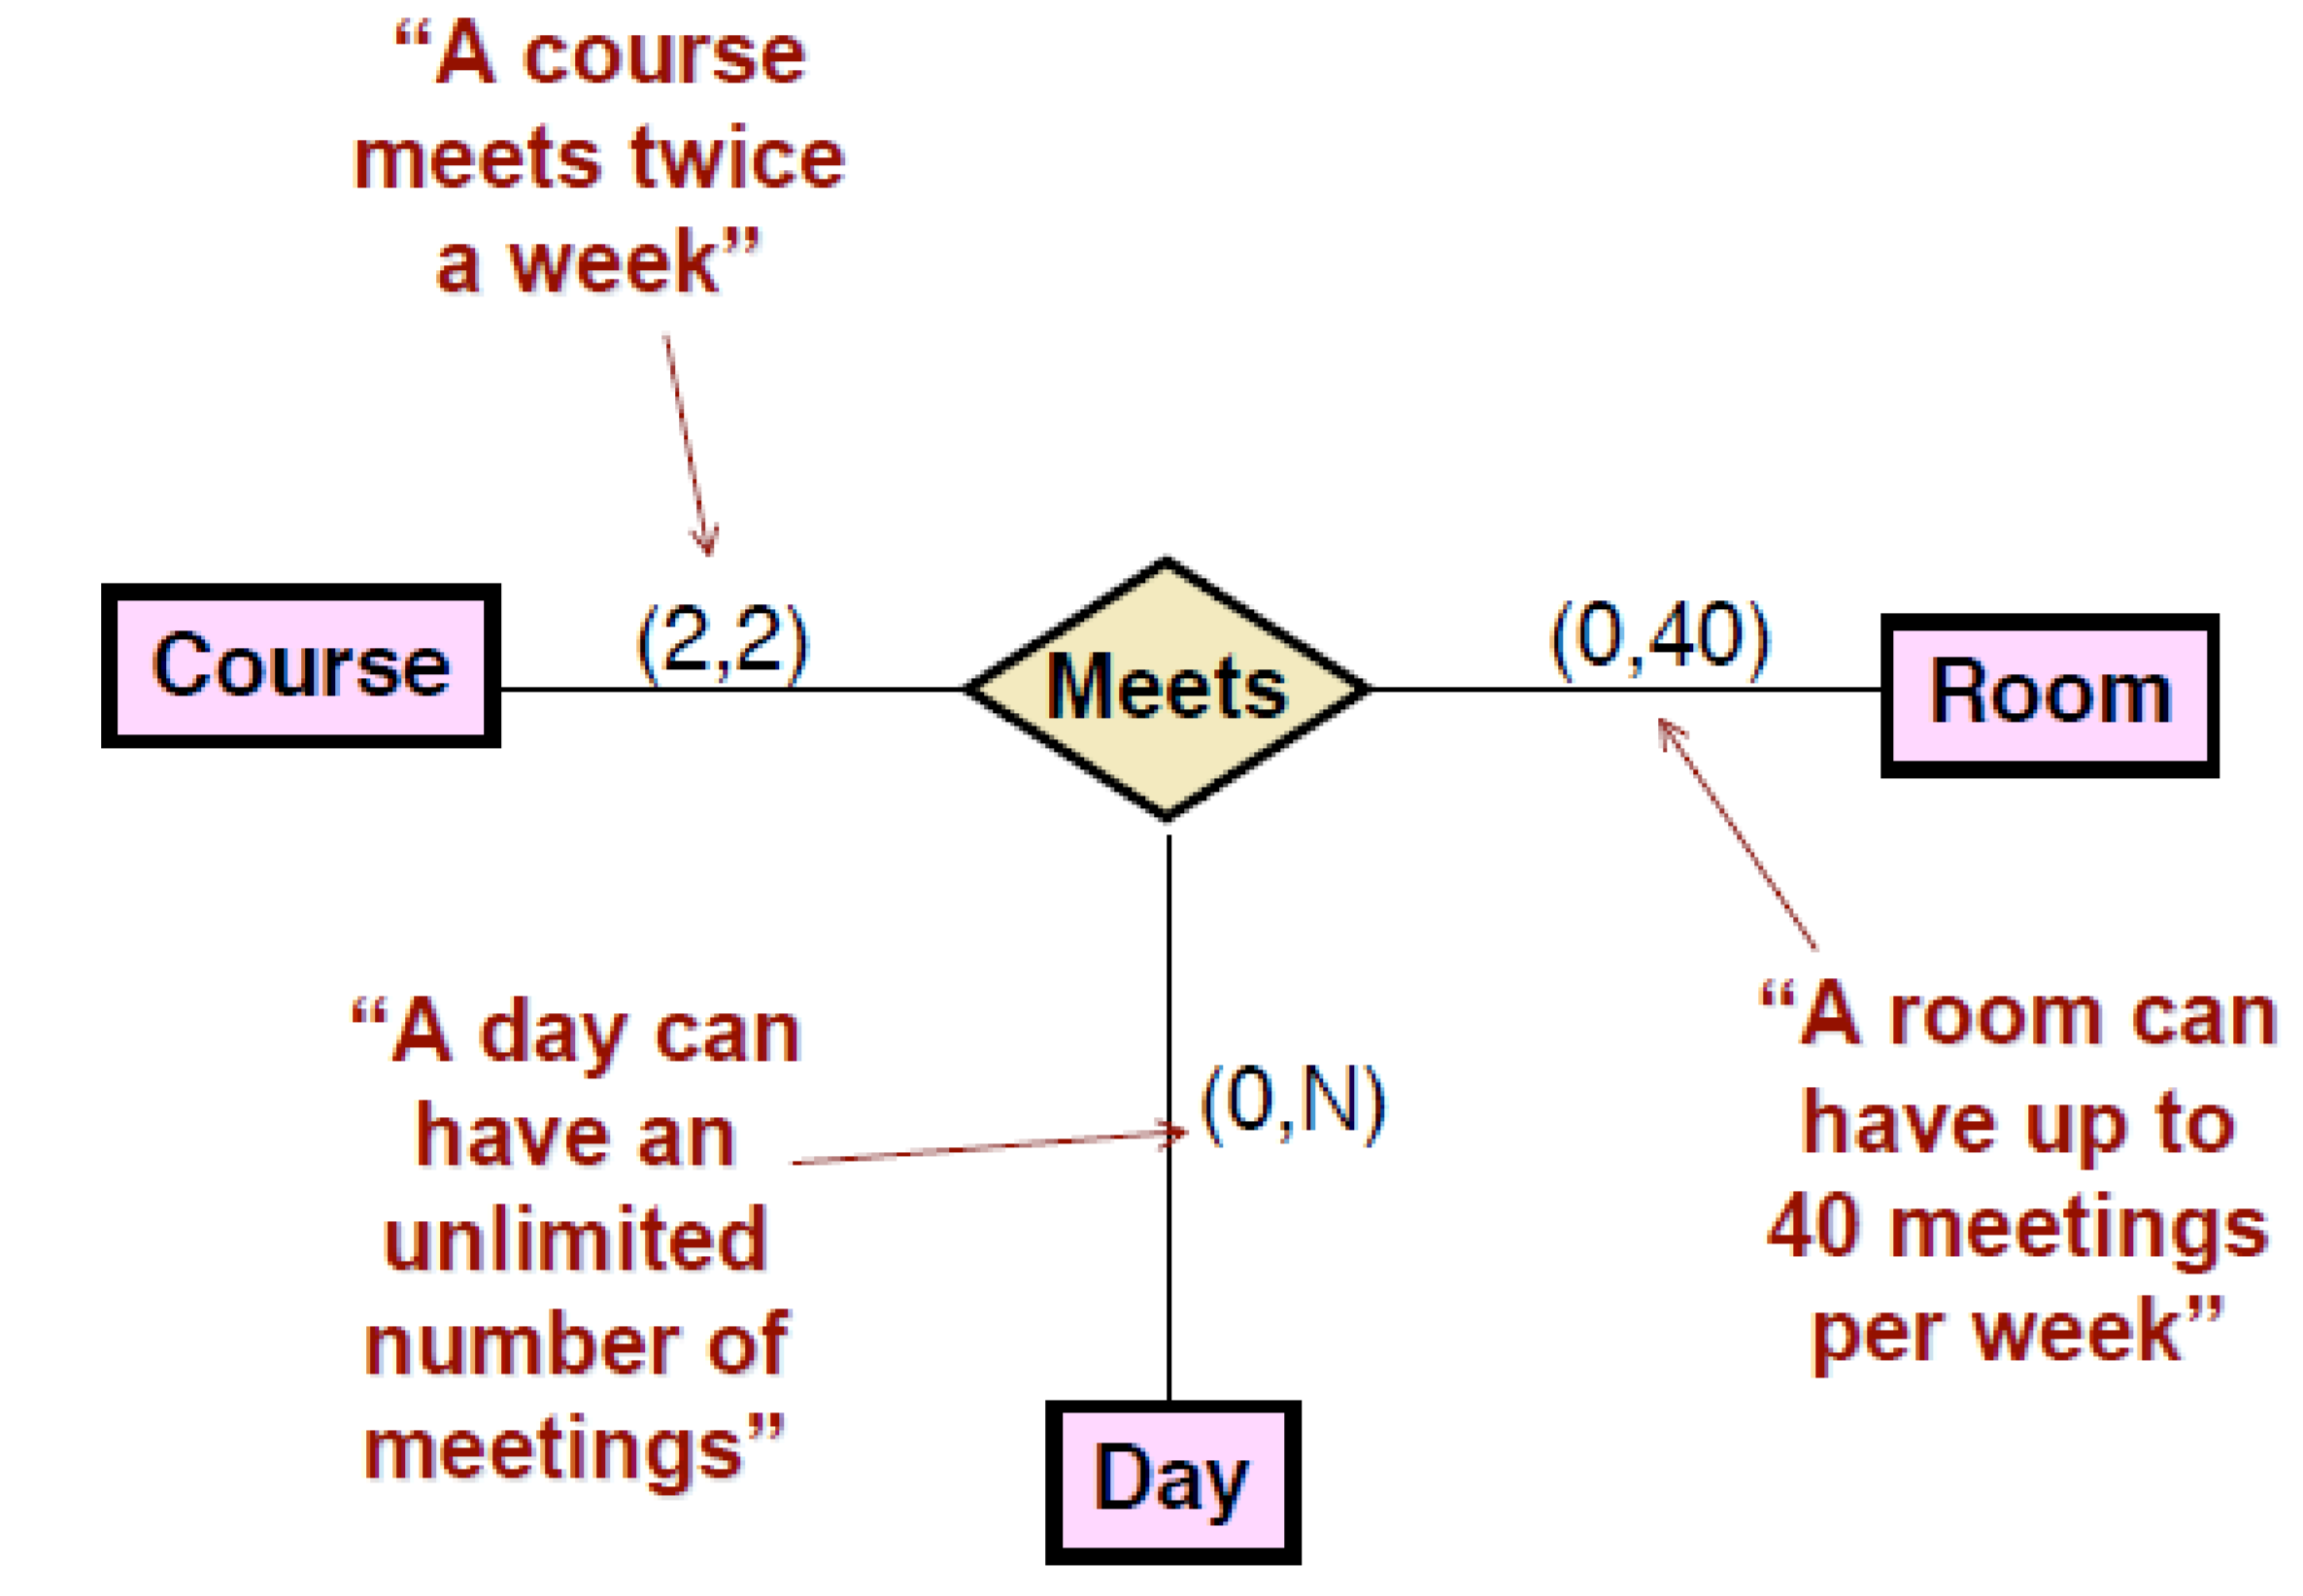 “A course
meets twice
a week”
Course
(2,2)
Meets
(0,40)
Room
“A day can
have an
unlimited
number of
meetings”
(0,N)
“A room can
have up to
40 meetings
per week”
Day